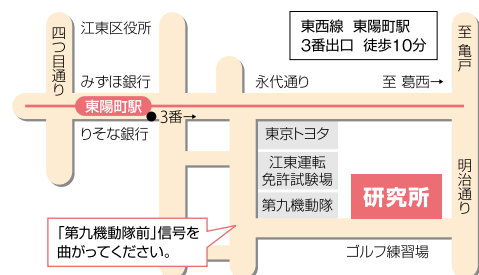 江東区役所
東西線 東陽町駅
3番出口 徒歩10分
至 亀戸
四つ目通り
みずほ銀行
永代通り
至 葛西→
東陽町駅
3番→
りそな銀行
東京トヨタ
江東運転
免許試験場
第九機動隊
研究所
明治通り
「第九機動隊前」信号を
曲がってください。
ゴルフ練習場